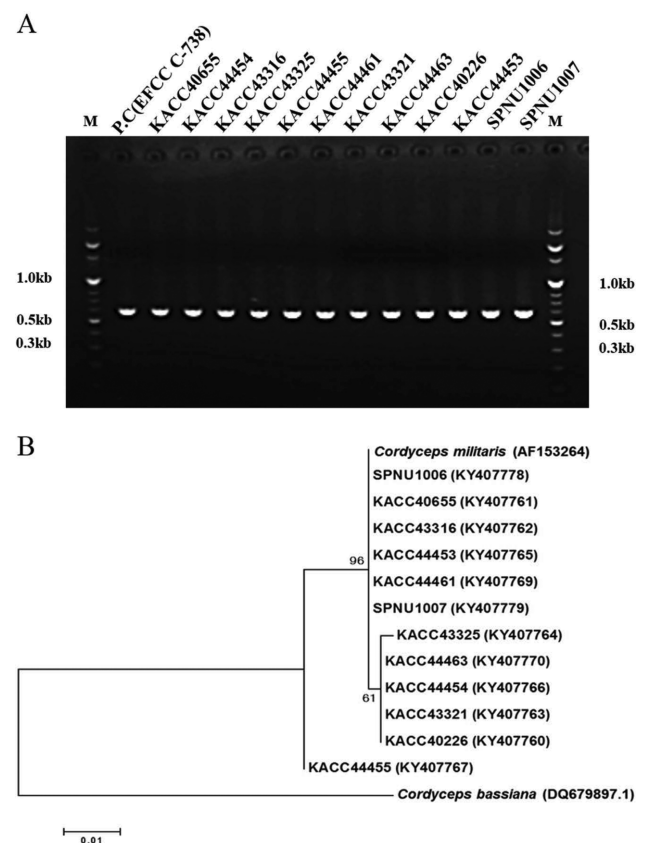 A
M P.C(EFCC C-738) KACC40655 KACC44454 KACC43316 KACC43325 KACC44455 KACC44461 KACC43321 KACC44463 KACC40226 KACC44453 SPNU1006 SPNU1007 M
1.0kb 1.0kb
0.5kb 0.5kb
0.3kb 0.3kb
B
Cordyceps militaris (AF153264)
SPNU1006 (KY407778)
KACC40655 (KY407761)
KACC43316 (KY407762)
KACC44453 (KY407765)
96
KACC44461 (KY407769)
SPNU1007 (KY407779)
KACC43325 (KY407764)
KACC44463 (KY407770)
KACC44454 (KY407766)
61
KACC43321 (KY407763)
KACC40226 (KY407760)
KACC44455 (KY407767)
Cordyceps bassiana (DQ679897.1)
0.01